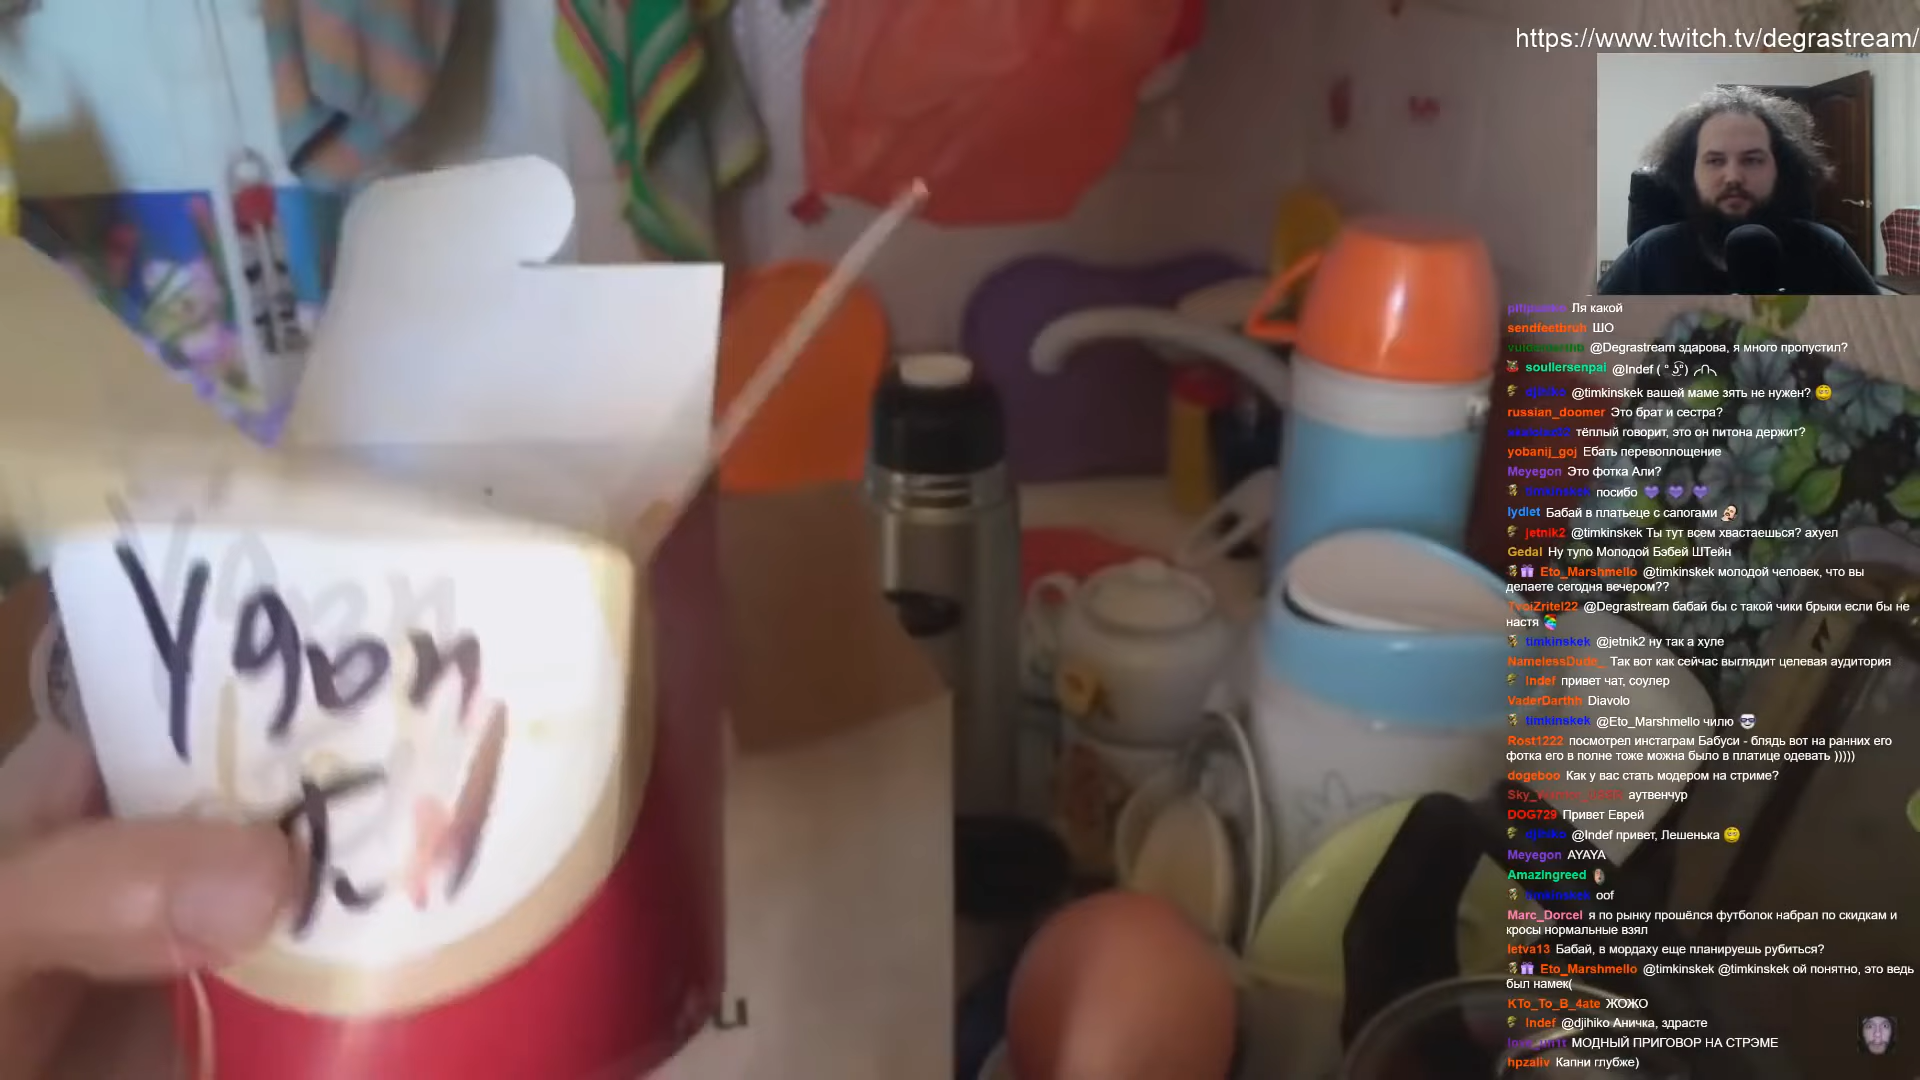 https://www.twitch.tv/degrastream/
Удон
Ля какой
sendfeetbruh ШО
@Degrastream здарова, я много пропустил?
soullersenpai @Indef ( ͡° ͜ʖ ͡°) ╭∩╮
djihiko @timkinskek вашей маме зять не нужен?
russian_doomer Это брат и сестра?
тёплый говорит, это он питона держит?
yobanij_goj Ебать перевоплощение
Meyegon Это фотка Али?
timkinskek посибо 💜 💜 💜
lydlet Бабай в платьеце с сапогами
jetnik2 @timkinskek Ты тут всем хвастаешься? ахуел
Gedal Ну тупо Молодой Бэбей ШТейн
Eto_Marshmello @timkinskek молодой человек, что вы
делаете сегодня вечером??
TvoiZritel22 @Degrastream бабай бы с такой чики брыки если бы не
настя
timkinskek @jetnik2 ну так а хуле
NamelessDude_ Так вот как сейчас выглядит целевая аудитория
Indef привет чат, соулер
VaderDarthh Diavolo
timkinskek @Eto_Marshmello чилю
Rost1222 посмотрел инстаграм Бабуси - блядь вот на ранних его
фотка его в полне тоже можна было в платице одевать )))))
dogeboo Как у вас стать модером на стриме?
аутвенчур
DOG729 Привет Еврей
djihiko @Indef привет, Лешенька
Meyegon AYAYA
Amazingreed
timkinskek oof
Marc_Dorcel я по рынку прошёлся футболок набрал по скидкам и
кросы нормальные взял
letva13 Бабай, в мордаху еще планируешь рубиться?
Eto_Marshmello @timkinskek @timkinskek ой понятно, это ведь
был намек(
KTo_To_B_4ate ЖОЖО
Indef @djihiko Аничка, здрасте
МОДНЫЙ ПРИГОВОР НА СТРЭМЕ
hpzaliv Капни глубже)